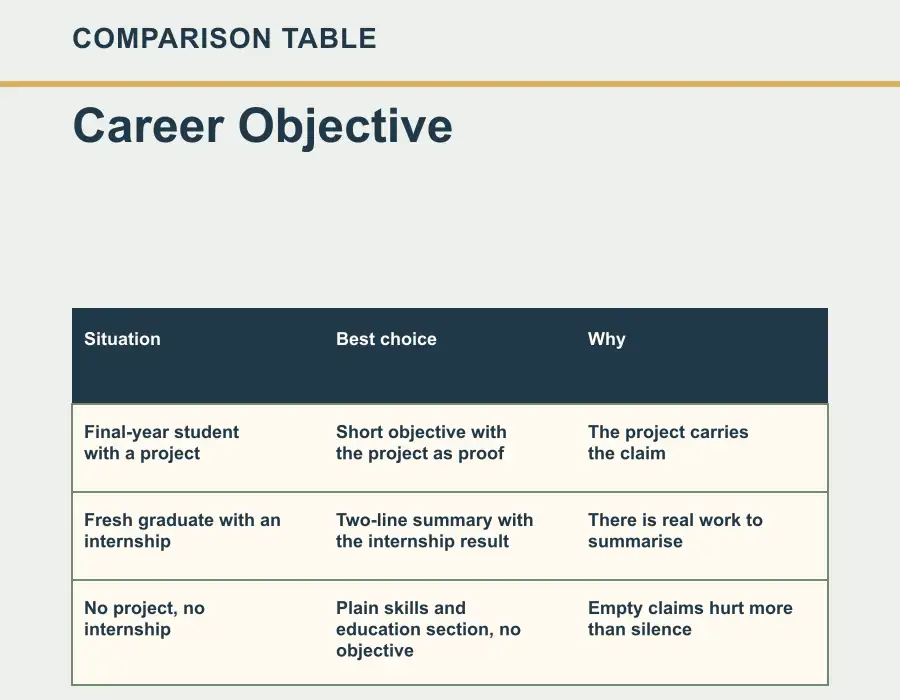 COMPARISON TABLE
Career Objective
Situation
Best choice
Why
Final-year student
with a project
Short objective with
the project as proof
The project carries
the claim
Fresh graduate with an
internship
Two-line summary with
the internship result
There is real work to
summarise
No project, no
internship
Plain skills and
education section, no
objective
Empty claims hurt more
than silence